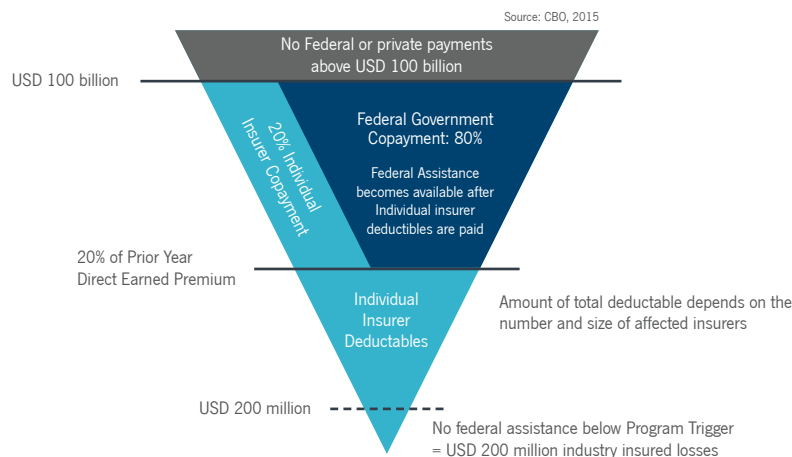 Source: CBO, 2015
No Federal or private payments
above USD 100 billion
USD 100 billion
20% Individual
Insurer Copayment
Federal Government
Copayment: 80%
Federal Assistance
becomes available after
Individual insurer
deductibles are paid
20% of Prior Year
Direct Earned Premium
Individual
Insurer
Deductables
Amount of total deductable depends on the
number and size of affected insurers
USD 200 million
No federal assistance below Program Trigger
= USD 200 million industry insured losses